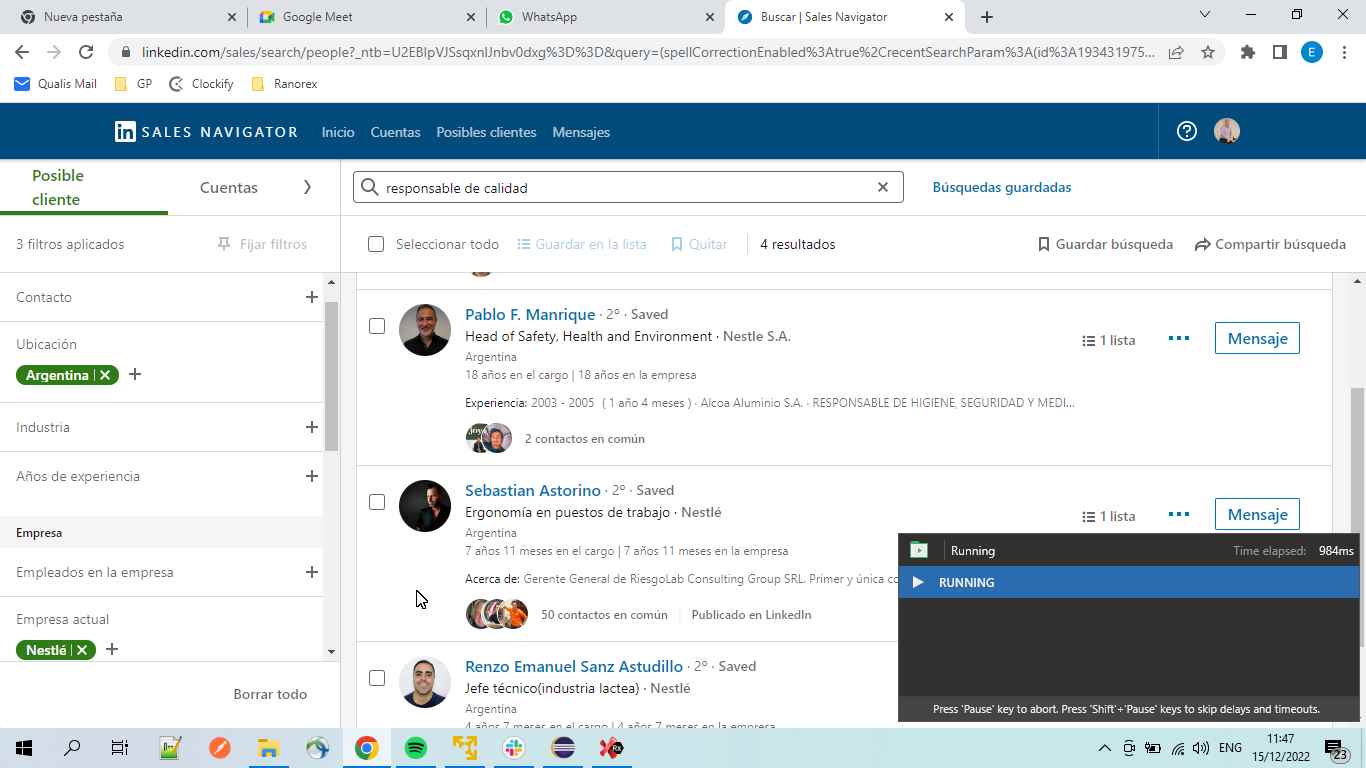 Nueva pestaña
Google Meet
WhatsApp
Buscar | Sales Navigator
linkedin.com/sales/search/people?_ntb=U2EBlpVJSsqxnlJnbv0dxg%3D%3D&query=(spellCorrectionEnabled%3Atrue%2CrecentSearchParam%3A(id%3A193431975...
E
Qualis Mail
GP
Clockify
Ranorex
in SALES NAVIGATOR
Inicio
Cuentas
Posibles clientes
Mensajes
Posible cliente
Cuentas
responsable de calidad
Búsquedas guardadas
3 filtros aplicados
Fijar filtros
Seleccionar todo
Guardar en la lista
Quitar
4 resultados
Guardar búsqueda
Compartir búsqueda
Contacto
Ubicación
Argentina
Industria
Años de experiencia
Empresa
Empleados en la empresa
Empresa actual
Nestlé
Borrar todo
Pablo F. Manrique · 2º · Saved
Head of Safety, Health and Environment · Nestle S.A.
Argentina
18 años en el cargo | 18 años en la empresa
Experiencia: 2003 - 2005 ( 1 año 4 meses ) · Alcoa Aluminio S.A. · RESPONSABLE DE HIGIENE, SEGURIDAD Y MEDI...
2 contactos en común
1 lista
Mensaje
Sebastian Astorino · 2º · Saved
Ergonomía en puestos de trabajo · Nestlé
Argentina
7 años 11 meses en el cargo | 7 años 11 meses en la empresa
Acerca de: Gerente General de RiesgoLab Consulting Group SRL. Primer y única co
50 contactos en común
Publicado en LinkedIn
1 lista
Mensaje
Renzo Emanuel Sanz Astudillo · 2º · Saved
Jefe técnico(industria lactea) · Nestlé
Argentina
4 años 7 meses en el cargo | 4 años 7 meses en la empresa
Running
Time elapsed: 984ms
RUNNING
Press 'Pause' key to abort. Press 'Shift'+'Pause' keys to skip delays and timeouts.
ENG
11:47
15/12/2022
23